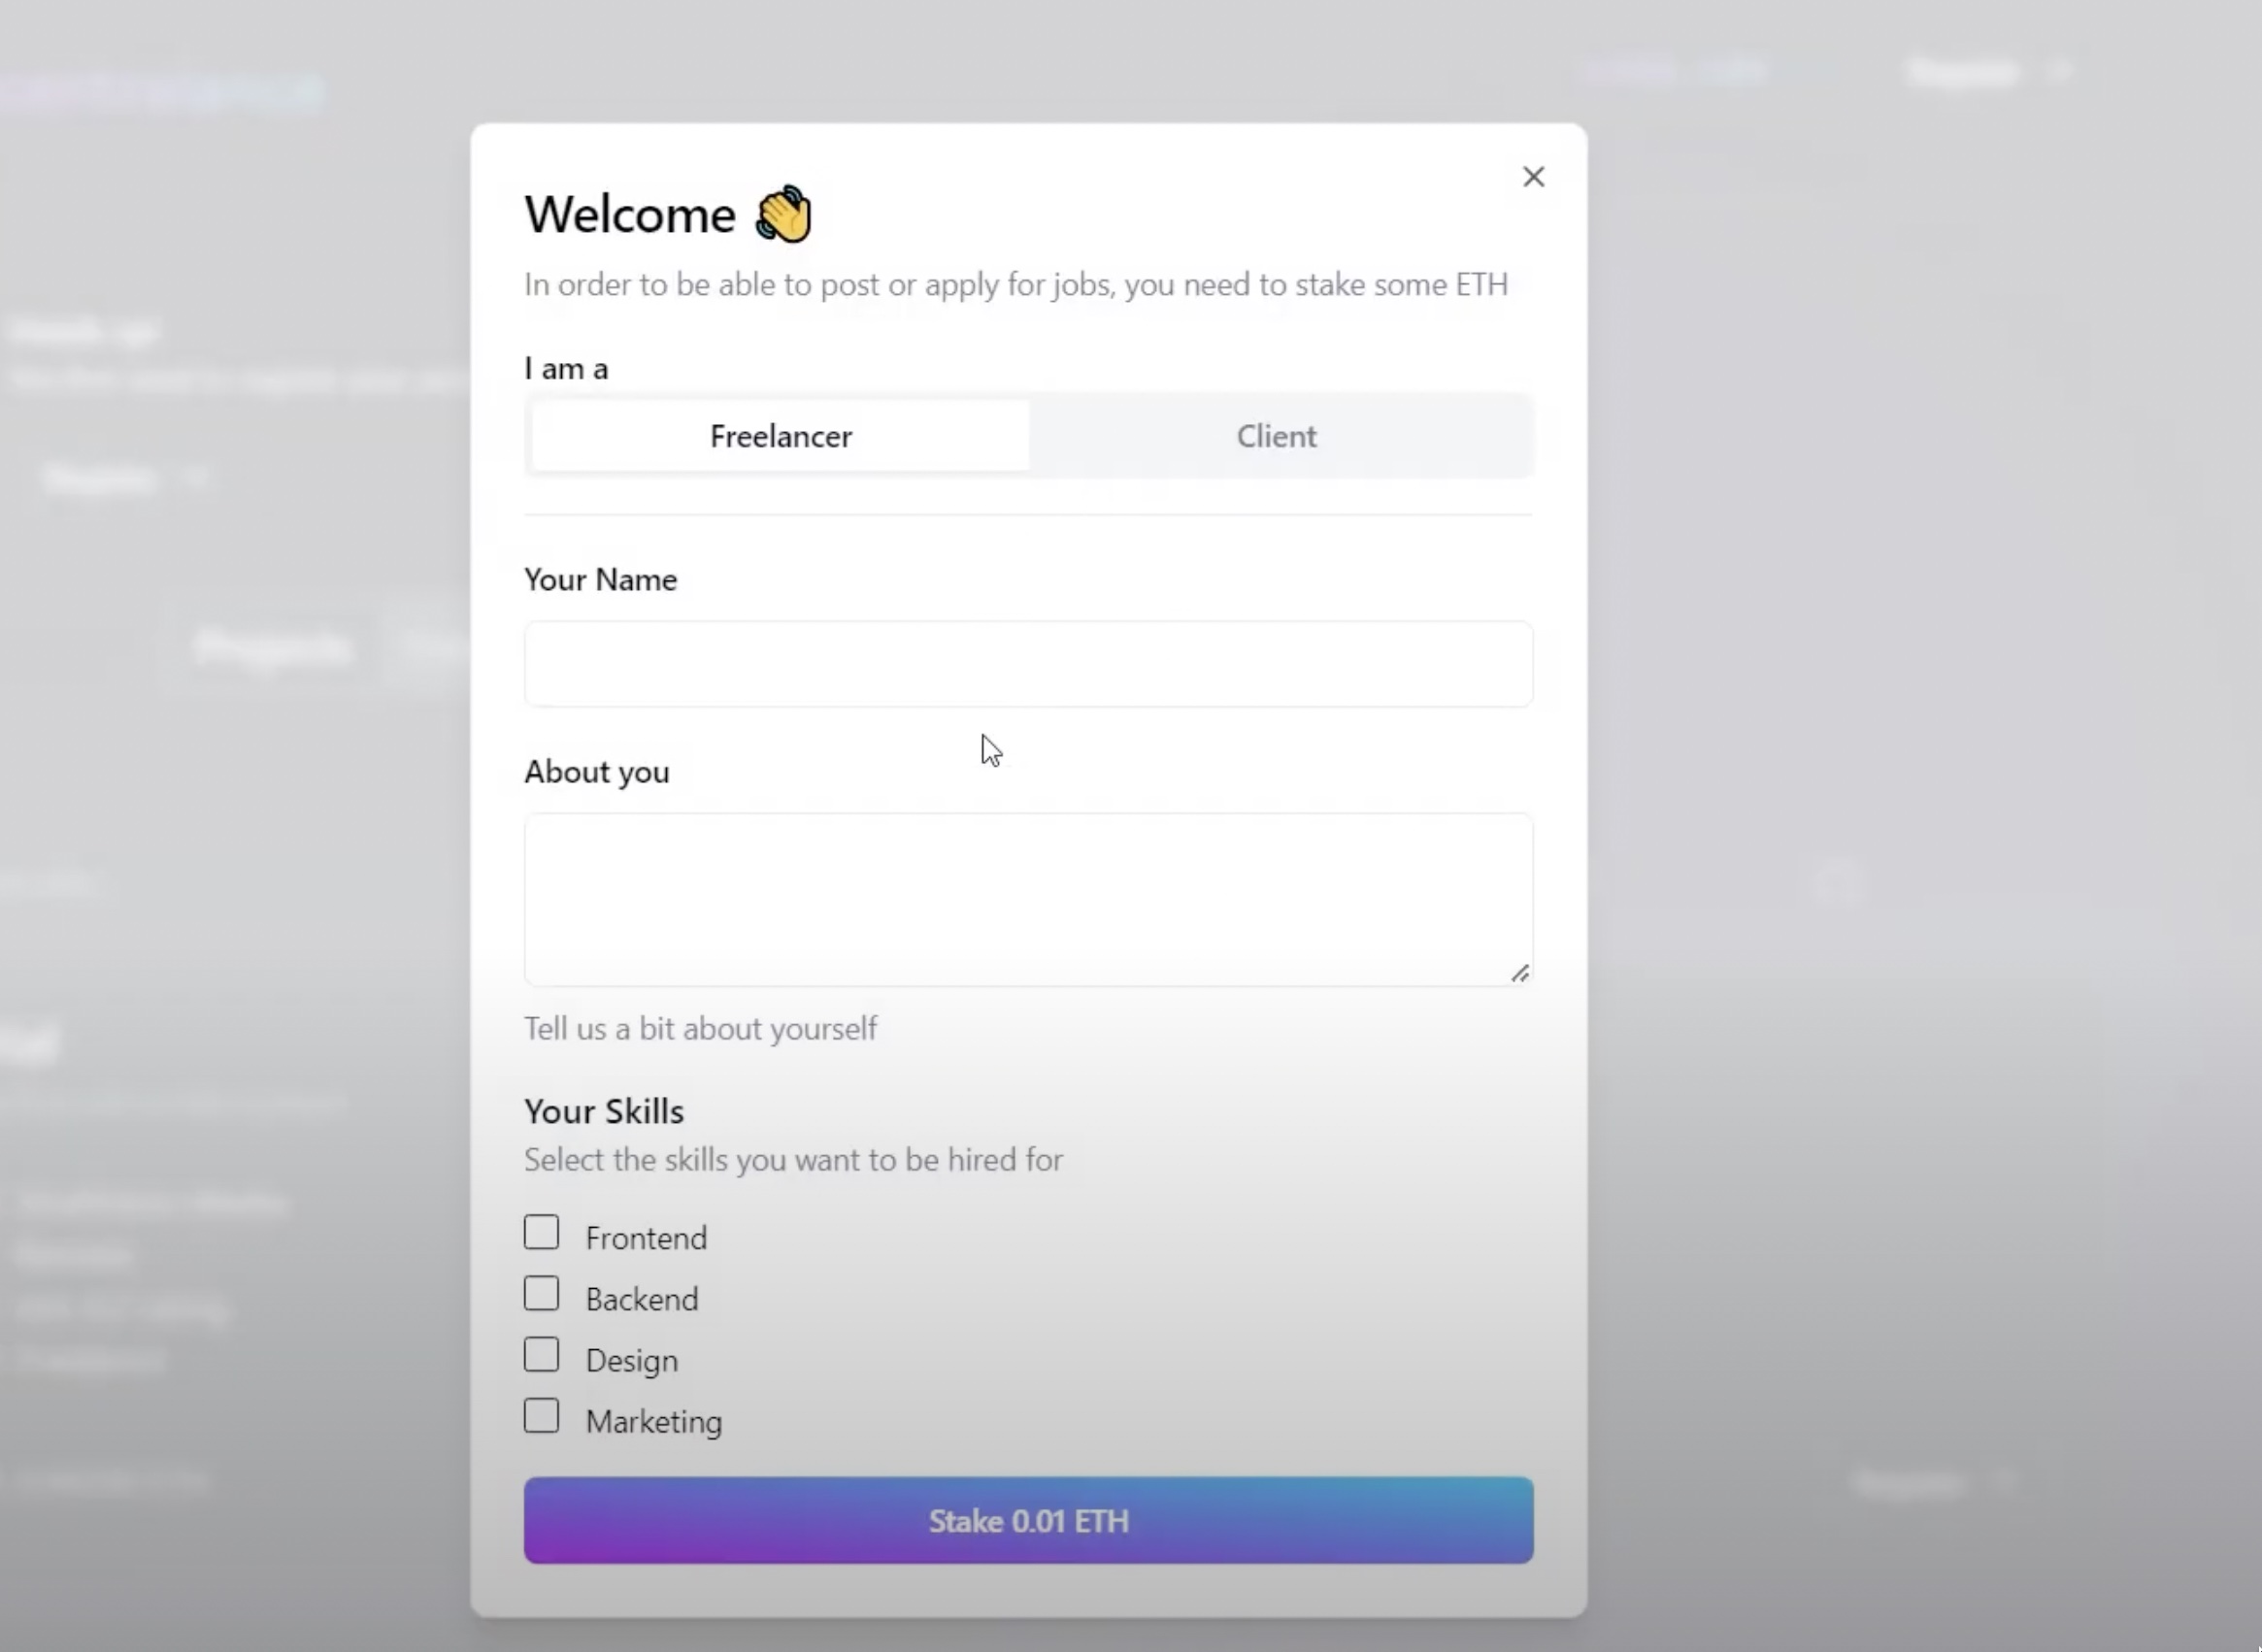 Welcome 👋
In order to be able to post or apply for jobs, you need to stake some ETH
I am a
Freelancer Client
Your Name
About you
Tell us a bit about yourself
Your Skills
Select the skills you want to be hired for
Frontend
Backend
Design
Marketing
Stake 0.01 ETH
Projects